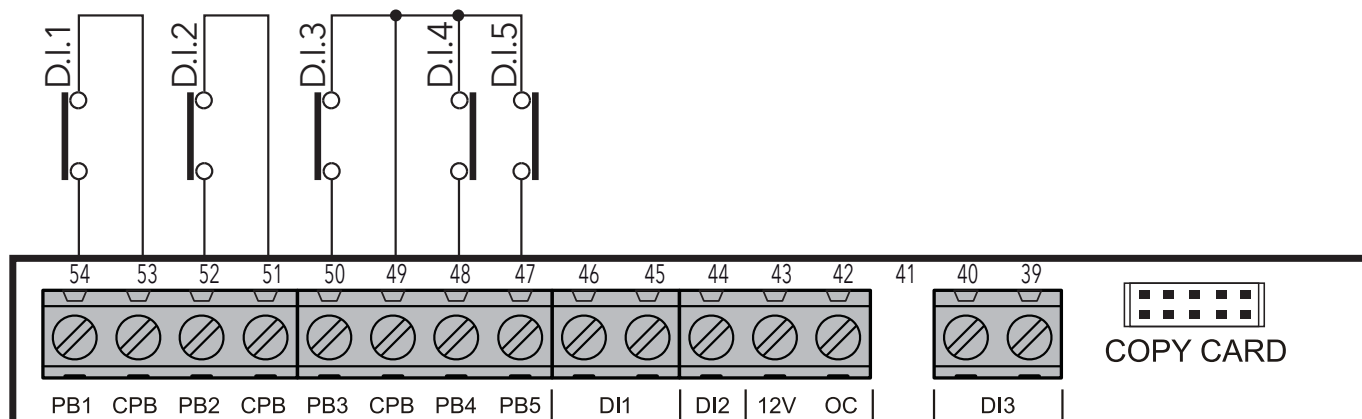 D.I.1 D.I.2 D.I.3 D.I.4 D.I.5
54 53 52 51 50 49 48 47 46 45 44 43 42 41 40 39
COPY CARD
PB1 CPB PB2 CPB PB3 CPB PB4 PB5 DI1 DI2 12V OC DI3